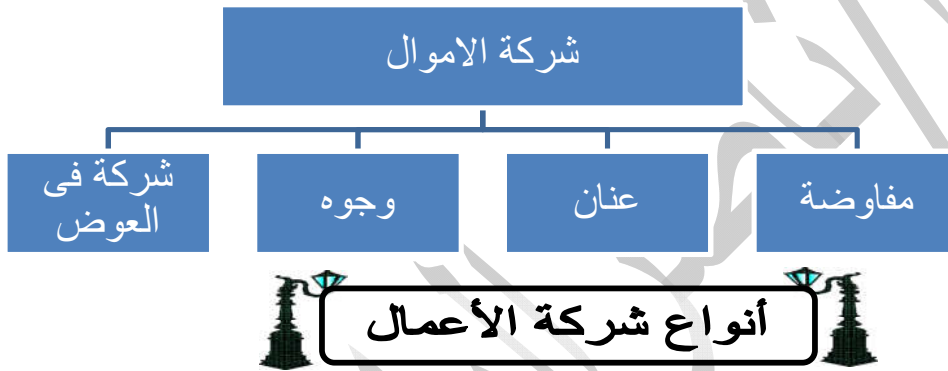 شركة الاموال
مفاوضة
عنان
وجوه
شركة فى
العوض
أنواع شركة الأعمال